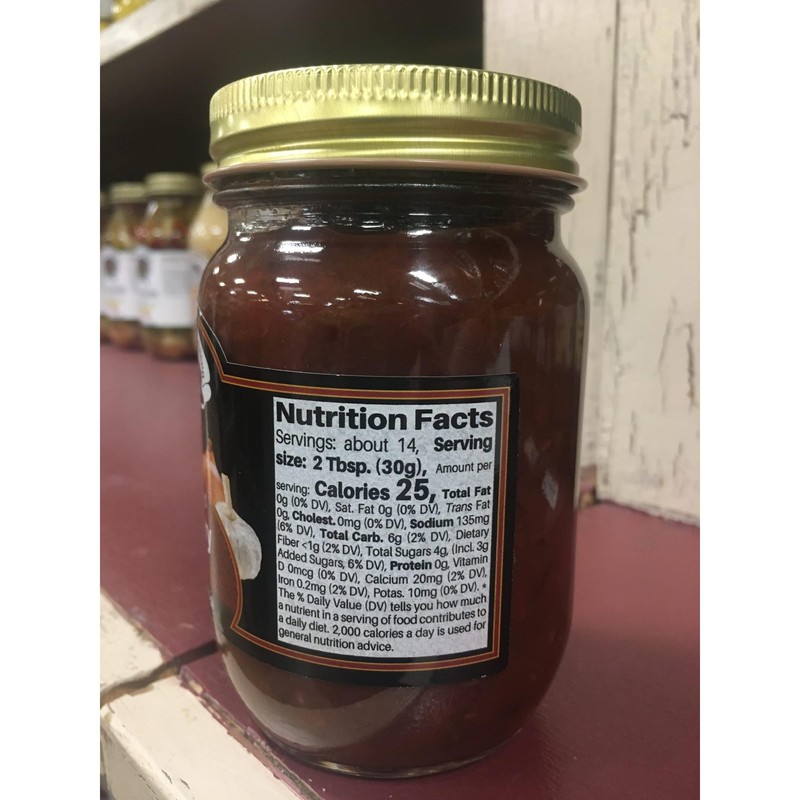 Nutrition Facts
Servings: about 14, Serving
size: 2 Tbsp. (30g), Amount per
serving: Calories 25, Total Fat
0g (0% DV), Sat. Fat 0g (0% DV), Trans Fat
0g, Cholest. 0mg (0% DV), Sodium 135mg
(6% DV), Total Carb. 6g (2% DV), Dietary
Fiber <1g (2% DV), Total Sugars 4g, (Incl. 3g
Added Sugars, 6% DV), Protein 0g, Vitamin
D 0mcg (0% DV), Calcium 20mg (2% DV),
Iron 0.2mg (2% DV), Potas. 10mg (0% DV). *
The % Daily Value (DV) tells you how much
a nutrient in a serving of food contributes to
a daily diet. 2,000 calories a day is used for
general nutrition advice.